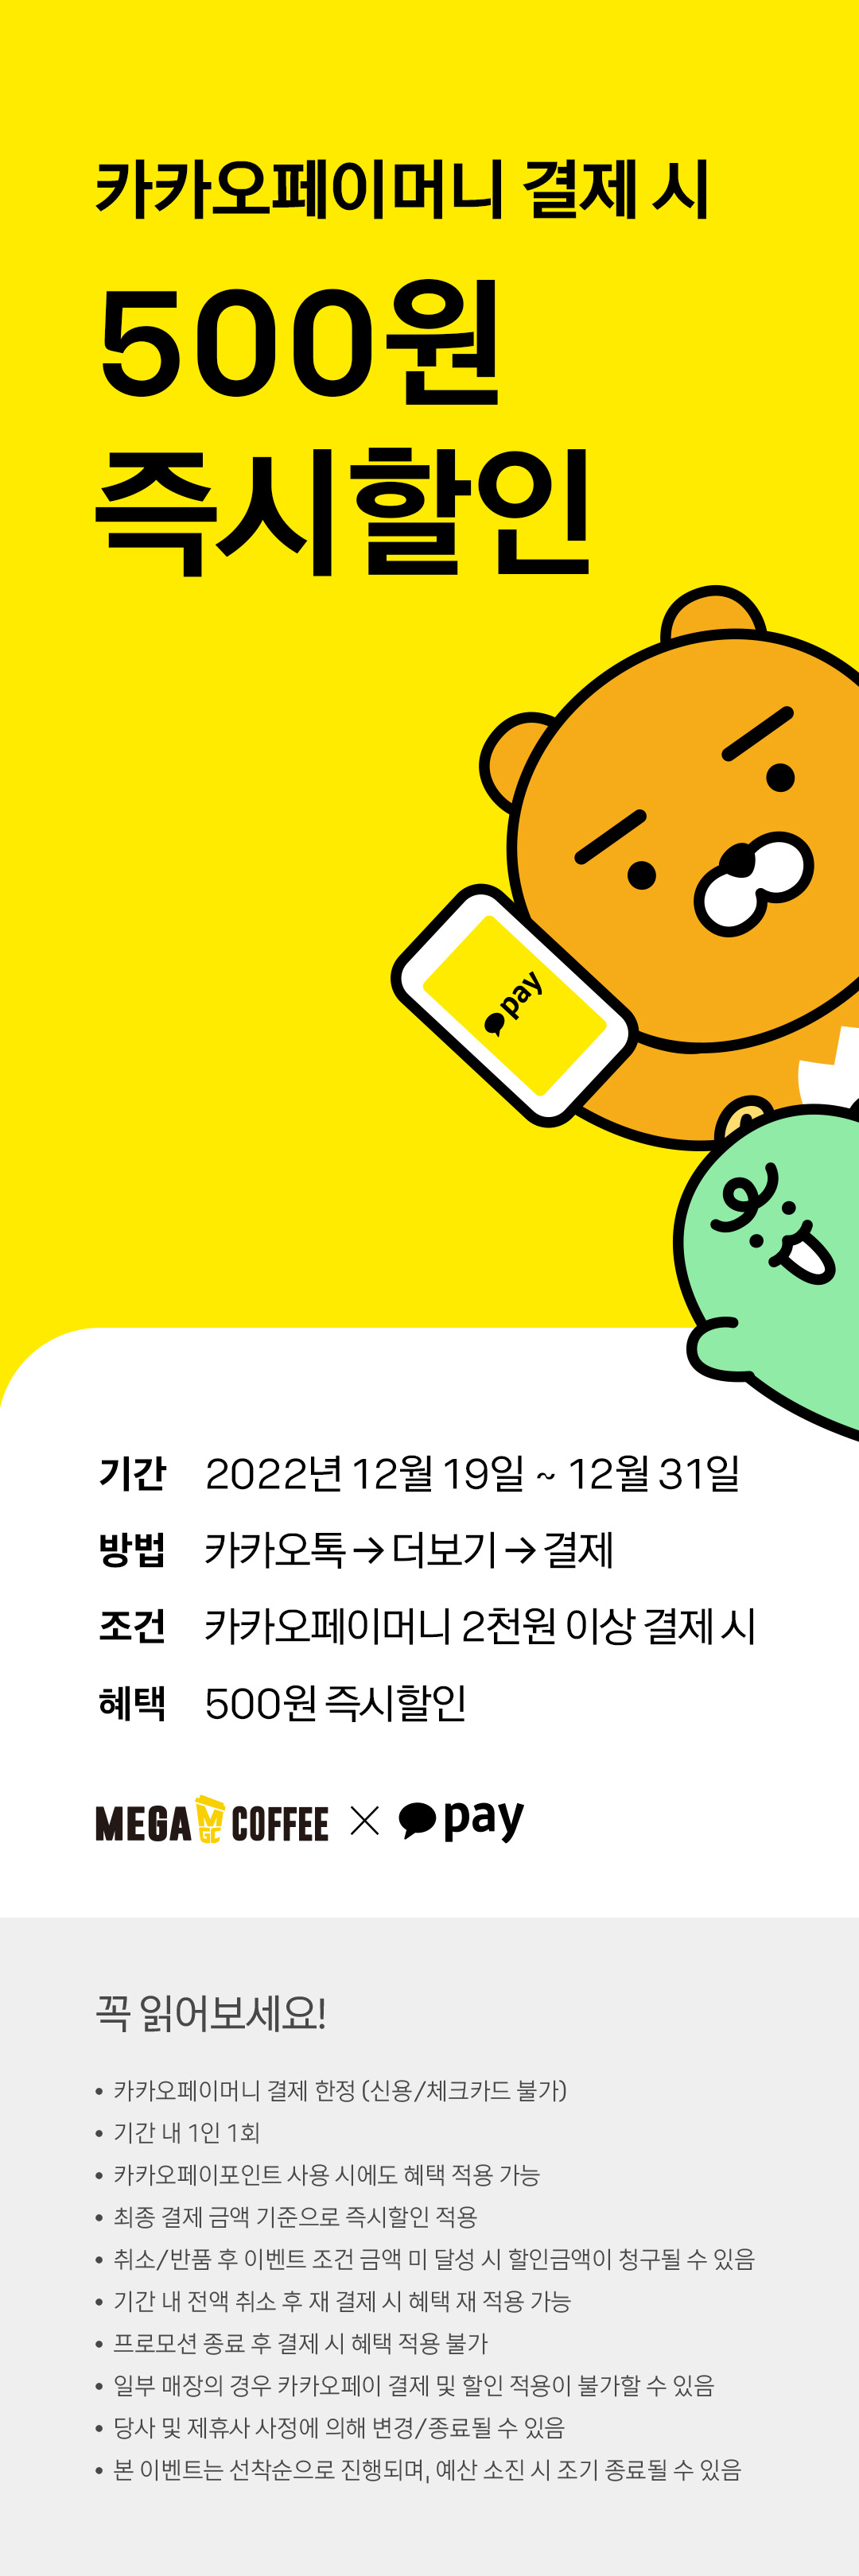 카카오페이머니 결제 시
500원
즉시할인
pay
기간 2022년 12월 19일 ~ 12월 31일
방법 카카오톡 → 더보기 → 결제
조건 카카오페이머니 2천원 이상 결제 시
혜택 500원 즉시할인
MEGA MGC COFFEE × pay
꼭 읽어보세요!
• 카카오페이머니 결제 한정 (신용/체크카드 불가)
• 기간 내 1인 1회
• 카카오페이포인트 사용 시에도 혜택 적용 가능
• 최종 결제 금액 기준으로 즉시할인 적용
• 취소/반품 후 이벤트 조건 금액 미 달성 시 할인금액이 청구될 수 있음
• 기간 내 전액 취소 후 재 결제 시 혜택 재 적용 가능
• 프로모션 종료 후 결제 시 혜택 적용 불가
• 일부 매장의 경우 카카오페이 결제 및 할인 적용이 불가할 수 있음
• 당사 및 제휴사 사정에 의해 변경/종료될 수 있음
• 본 이벤트는 선착순으로 진행되며, 예산 소진 시 조기 종료될 수 있음